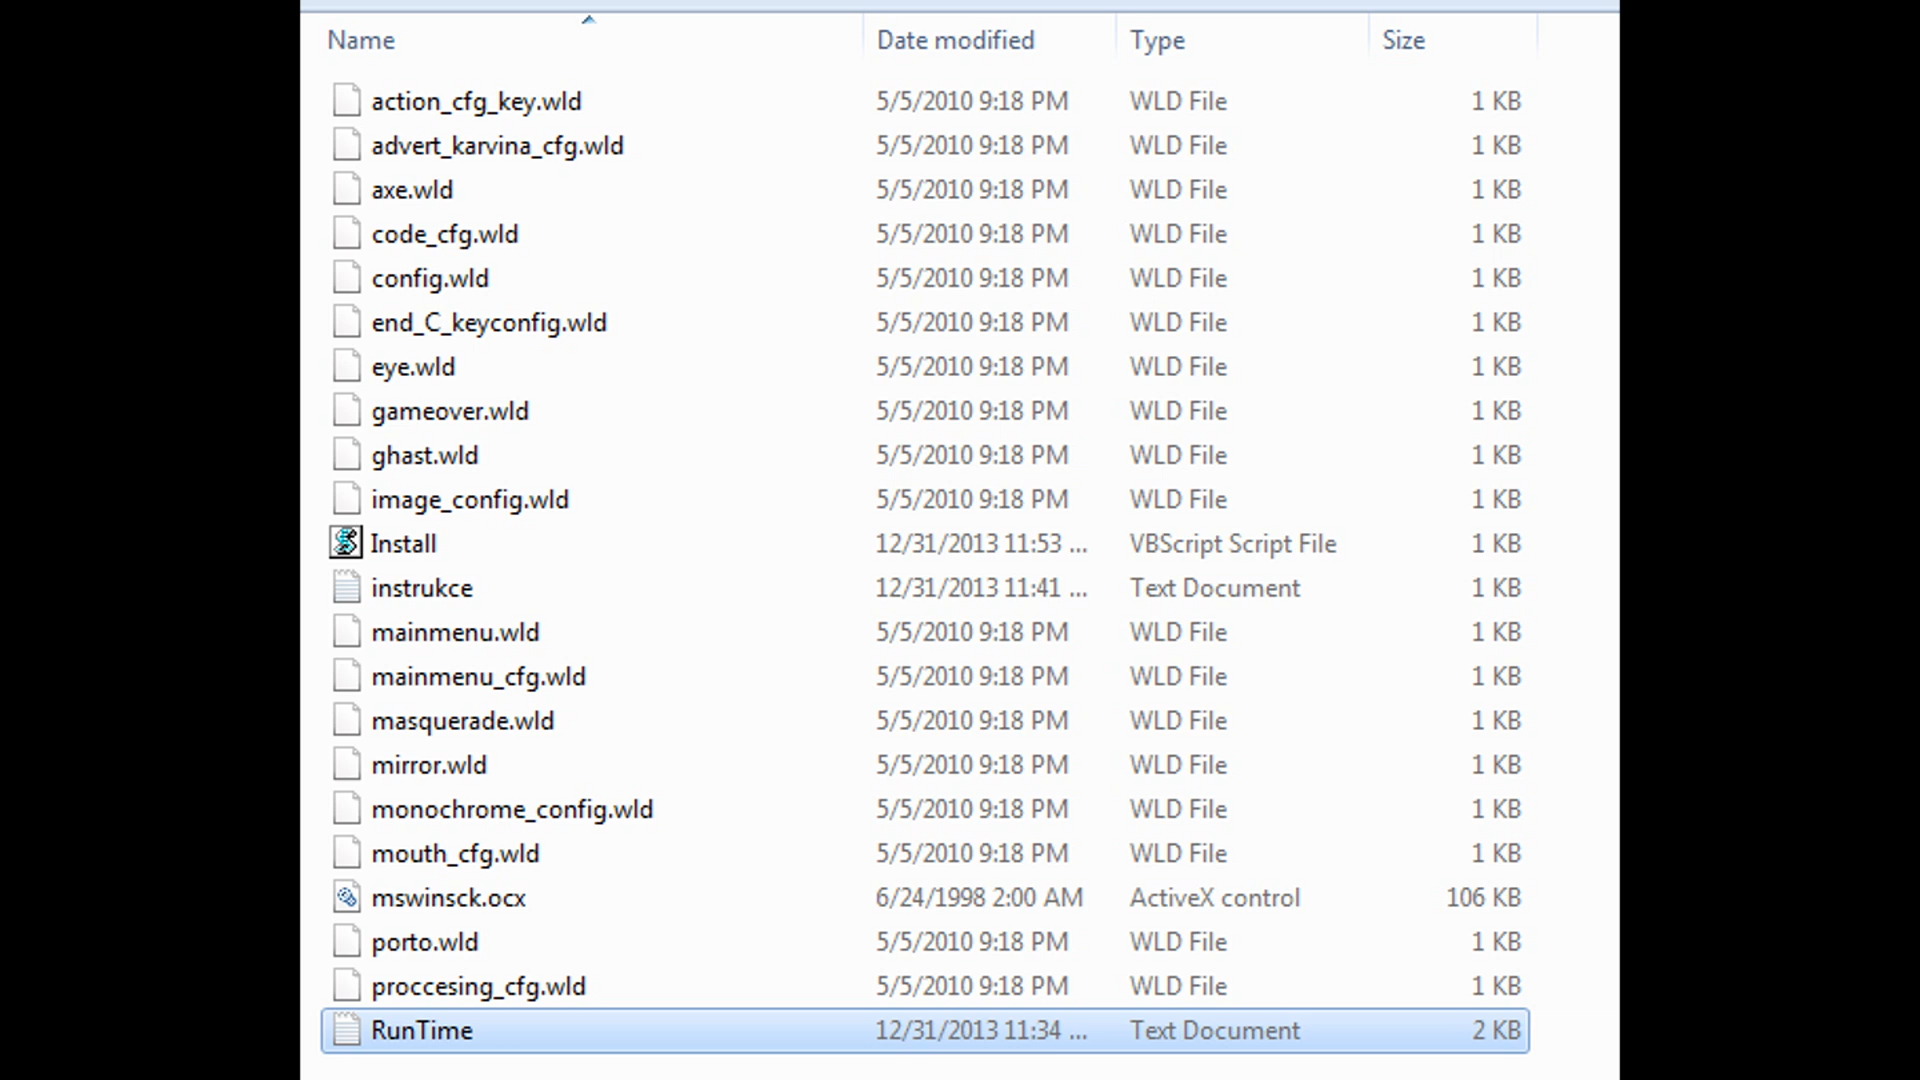 Name Date modified Type Size
action_cfg_key.wld 5/5/2010 9:18 PM WLD File 1 KB
advert_karvina_cfg.wld 5/5/2010 9:18 PM WLD File 1 KB
axe.wld 5/5/2010 9:18 PM WLD File 1 KB
code_cfg.wld 5/5/2010 9:18 PM WLD File 1 KB
config.wld 5/5/2010 9:18 PM WLD File 1 KB
end_C_keyconfig.wld 5/5/2010 9:18 PM WLD File 1 KB
eye.wld 5/5/2010 9:18 PM WLD File 1 KB
gameover.wld 5/5/2010 9:18 PM WLD File 1 KB
ghast.wld 5/5/2010 9:18 PM WLD File 1 KB
image_config.wld 5/5/2010 9:18 PM WLD File 1 KB
Install 12/31/2013 11:53 ... VBScript Script File 1 KB
instrukce 12/31/2013 11:41 ... Text Document 1 KB
mainmenu.wld 5/5/2010 9:18 PM WLD File 1 KB
mainmenu_cfg.wld 5/5/2010 9:18 PM WLD File 1 KB
masquerade.wld 5/5/2010 9:18 PM WLD File 1 KB
mirror.wld 5/5/2010 9:18 PM WLD File 1 KB
monochrome_config.wld 5/5/2010 9:18 PM WLD File 1 KB
mouth_cfg.wld 5/5/2010 9:18 PM WLD File 1 KB
mswinsck.ocx 6/24/1998 2:00 AM ActiveX control 106 KB
porto.wld 5/5/2010 9:18 PM WLD File 1 KB
proccesing_cfg.wld 5/5/2010 9:18 PM WLD File 1 KB
RunTime 12/31/2013 11:34 ... Text Document 2 KB